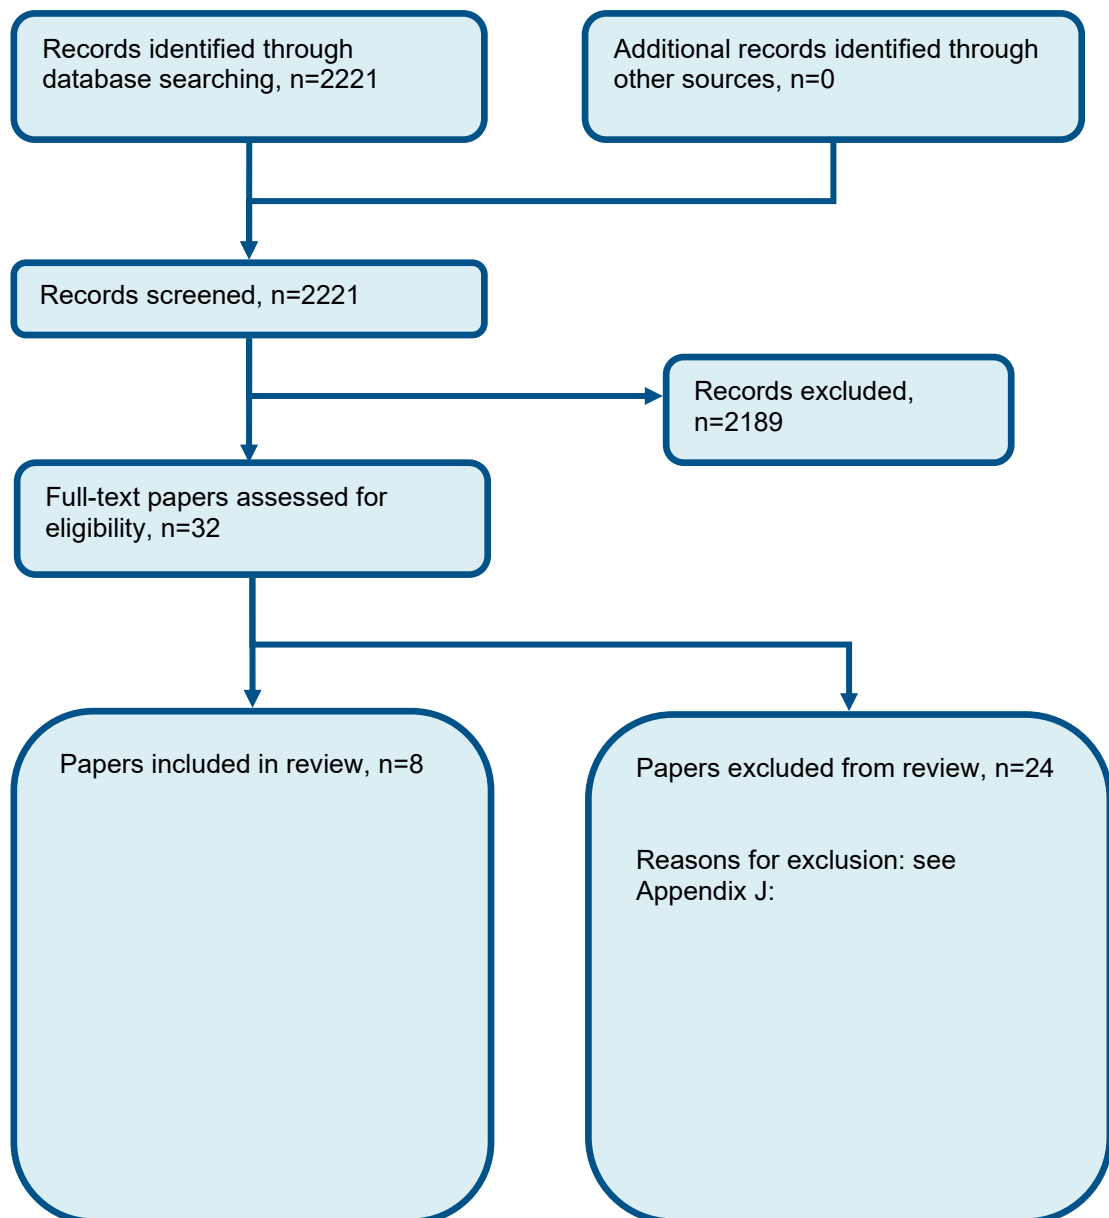 Records identified through
database searching, n=2221
Additional records identified through
other sources, n=0
Records screened, n=2221
Records excluded,
n=2189
Full-text papers assessed for
eligibility, n=32
Papers included in review, n=8
Papers excluded from review, n=24
Reasons for exclusion: see
Appendix J: